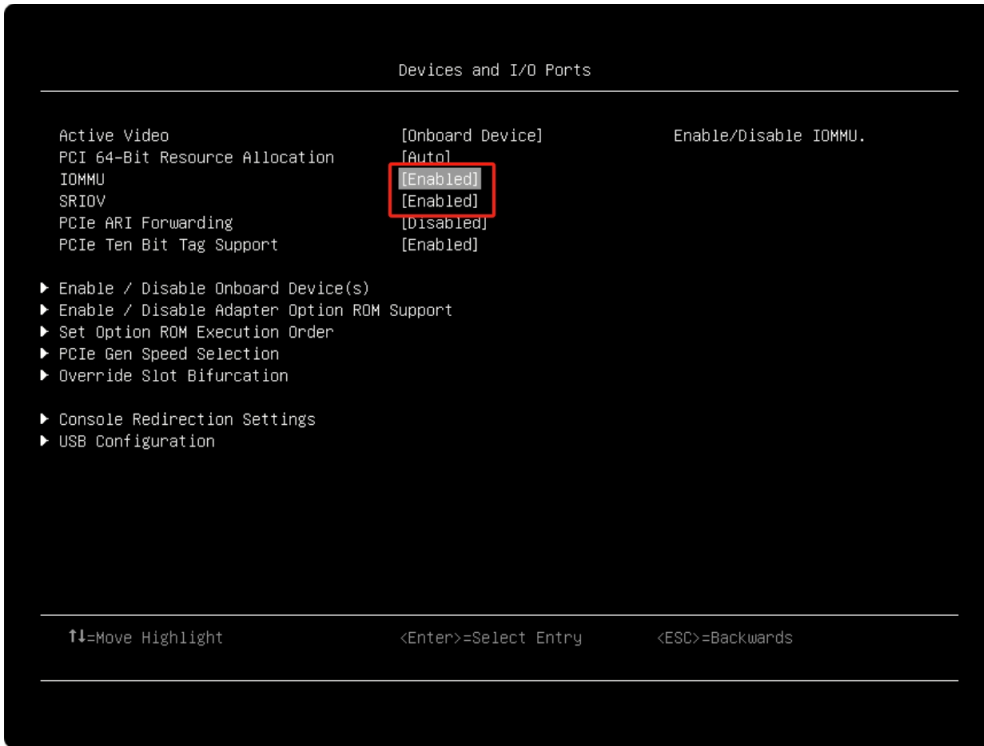 Devices and I/O Ports
Active Video [Onboard Device] Enable/Disable IOMMU.
PCI 64-Bit Resource Allocation [Auto]
IOMMU [Enabled]
SRIOV [Enabled]
PCIe ARI Forwarding [Disabled]
PCIe Ten Bit Tag Support [Enabled]
▶ Enable / Disable Onboard Device(s)
▶ Enable / Disable Adapter Option ROM Support
▶ Set Option ROM Execution Order
▶ PCIe Gen Speed Selection
▶ Override Slot Bifurcation
▶ Console Redirection Settings
▶ USB Configuration
↑↓=Move Highlight <Enter>=Select Entry <ESC>=Backwards